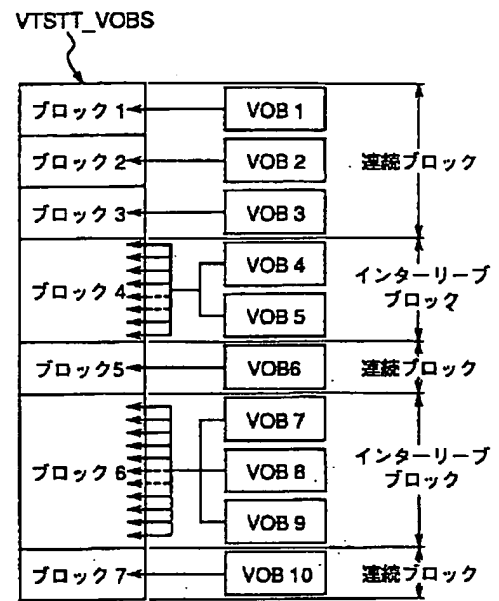 VTSTT_VOBS
ブロック 1
VOB 1
ブロック 2
VOB 2
連続ブロック
ブロック 3
VOB 3
ブロック 4
VOB 4
インターリーブ
ブロック
VOB 5
ブロック5
VOB6
連続ブロック
ブロック 6
VOB 7
VOB 8
インターリーブ
ブロック
VOB 9
ブロック 7
VOB 10
連続ブロック